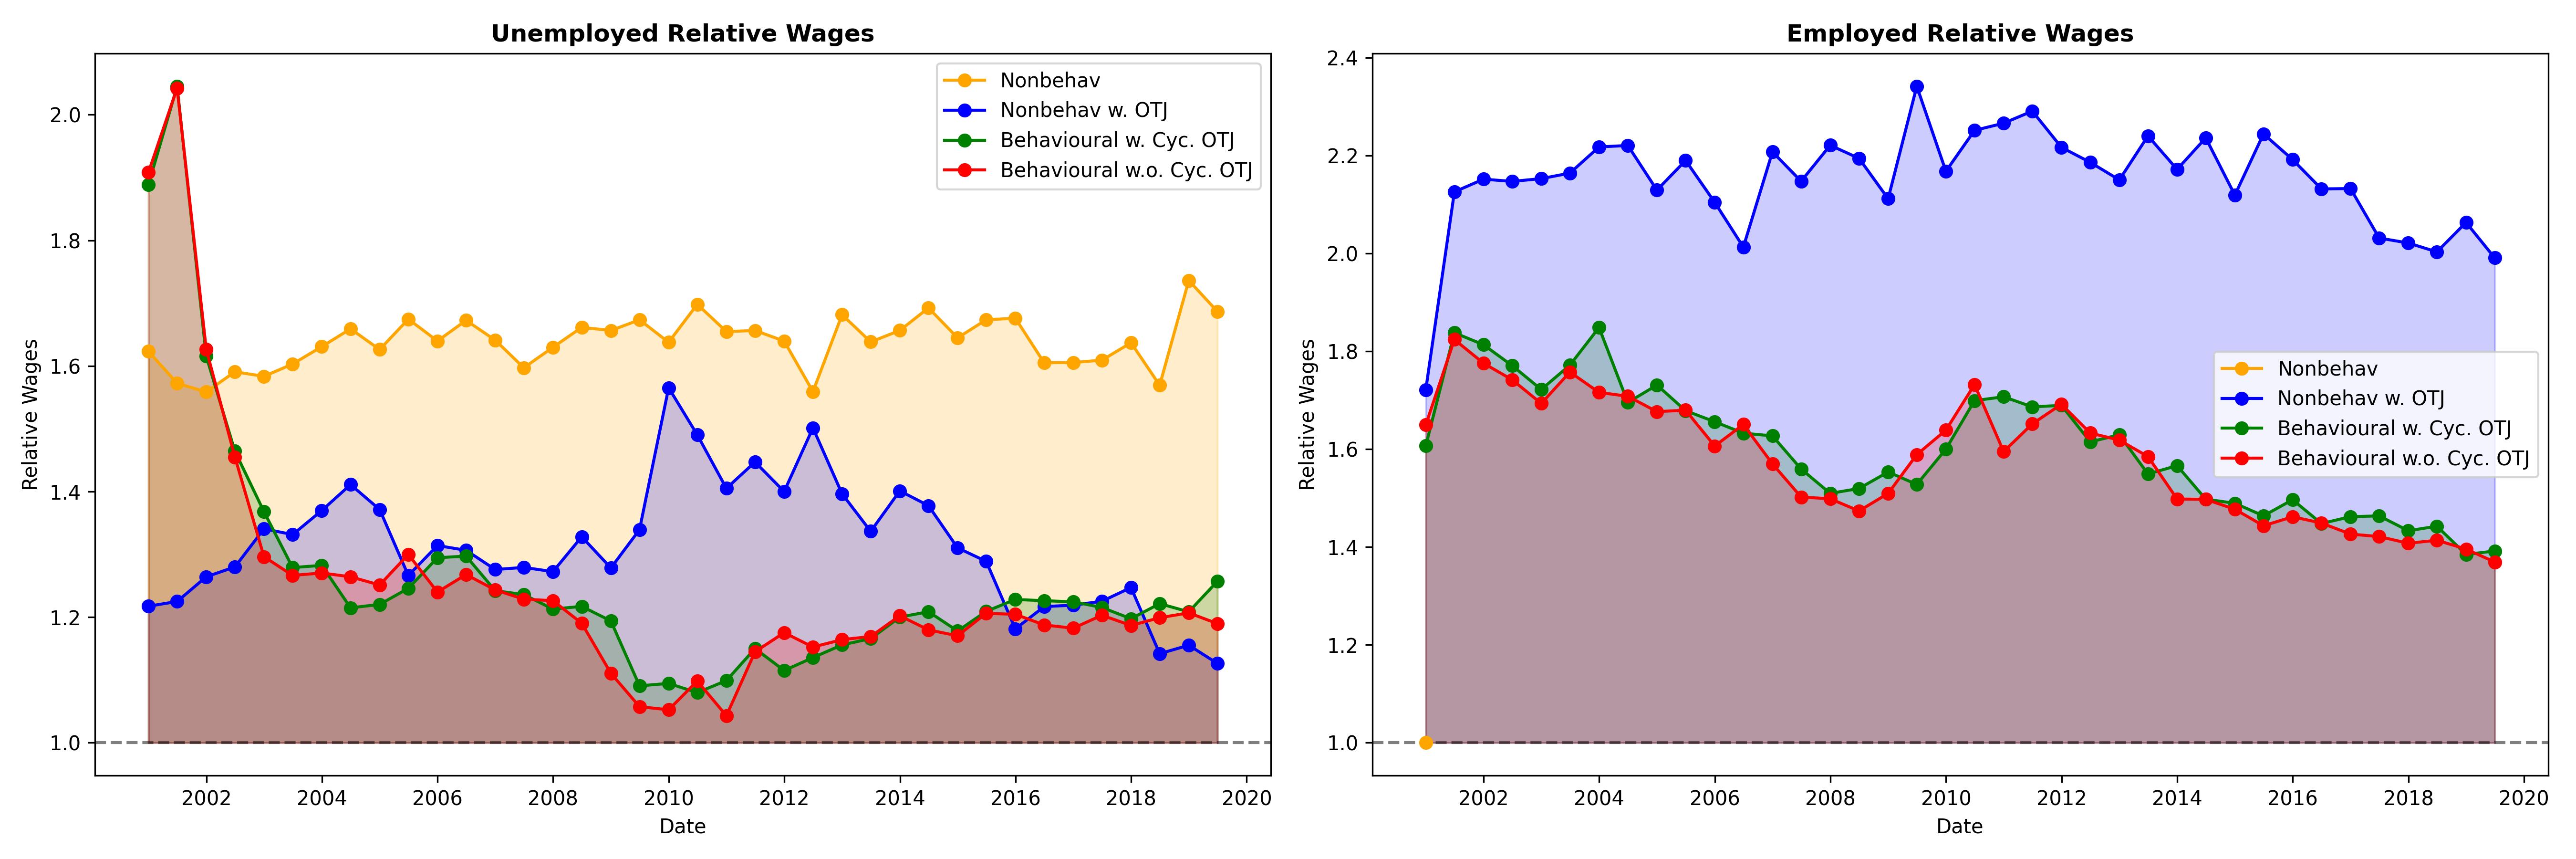 Unemployed Relative Wages
Relative Wages
2.0
1.8
1.6
1.4
1.2
1.0
Nonbehav
Nonbehav w. OTJ
Behavioural w. Cyc. OTJ
Behavioural w.o. Cyc. OTJ
2002 2004 2006 2008 2010 2012 2014 2016 2018 2020
Date
Employed Relative Wages
Relative Wages
2.4
2.2
2.0
1.8
1.6
1.4
1.2
1.0
Nonbehav
Nonbehav w. OTJ
Behavioural w. Cyc. OTJ
Behavioural w.o. Cyc. OTJ
2002 2004 2006 2008 2010 2012 2014 2016 2018 2020
Date